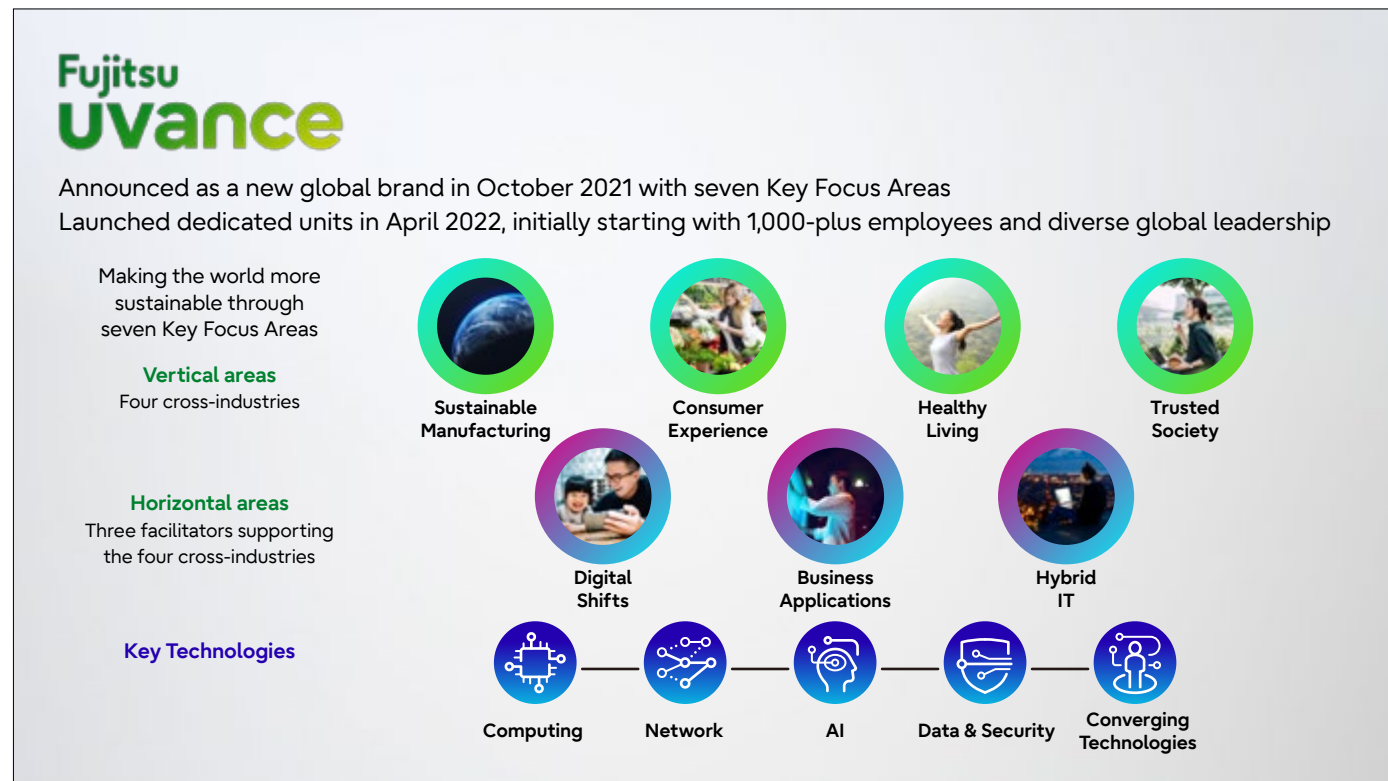 Fujitsu
uvance
Announced as a new global brand in October 2021 with seven Key Focus Areas
Launched dedicated units in April 2022, initially starting with 1,000-plus employees and diverse global leadership
Making the world more
sustainable through
seven Key Focus Areas
Vertical areas
Four cross-industries
Sustainable
Manufacturing
Consumer
Experience
Healthy
Living
Trusted
Society
Horizontal areas
Three facilitators supporting
the four cross-industries
Digital
Shifts
Business
Applications
Hybrid
IT
Key Technologies
Computing
Network
AI
Data & Security
Converging
Technologies